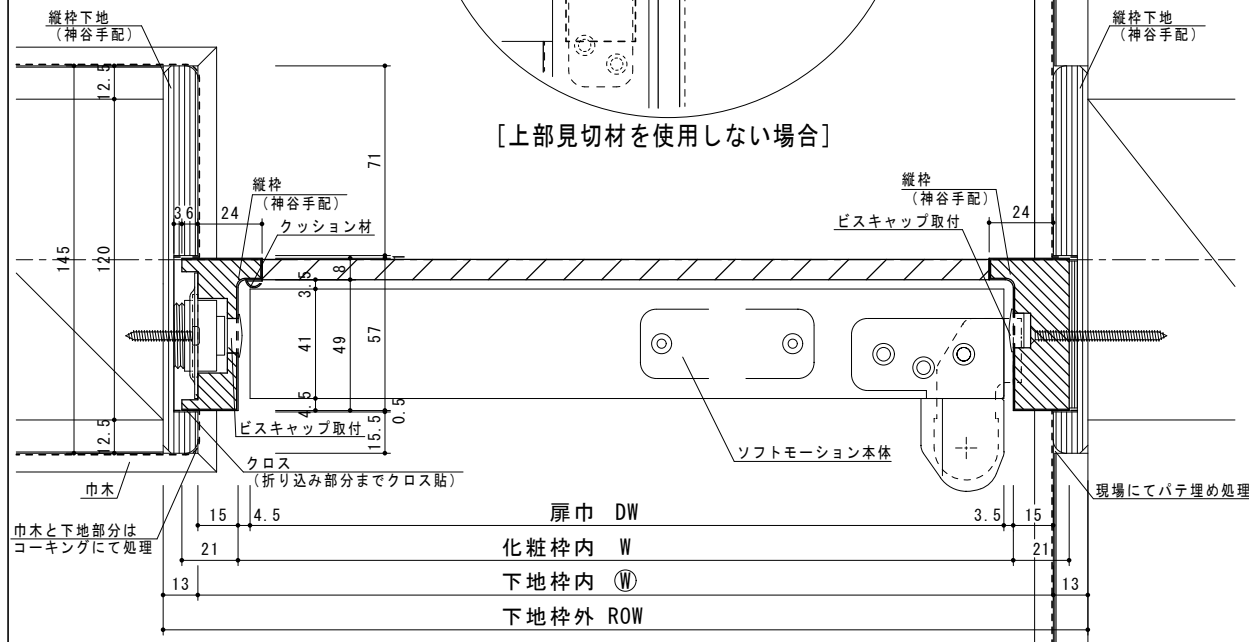 縦枠下地
(神谷手配)
縦枠下地
(神谷手配)
12.5
[上部見切材を使用しない場合]
71
縦枠
(神谷手配)
クッション材
縦枠
(神谷手配)
ビスキャップ取付
36
24
24
145
120
8
3.5
41
49
57
4.5
0.5
15.5
12.5
ビスキャップ取付
ソフトモーション本体
クロス
(折り込み部分までクロス貼)
巾木
現場にてパテ埋め処理
巾木と下地部分は
コーキングにて処理
15
4.5
扉巾 DW
3.5
15
21
化粧枠内 W
21
13
下地枠内 Ⓦ
13
下地枠外 ROW